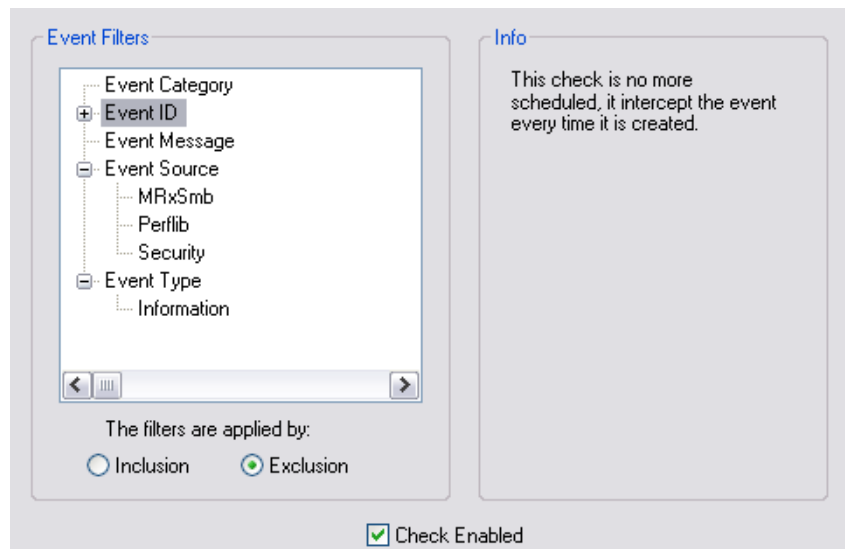 Event Filters
Event Category
Event ID
Event Message
Event Source
MRxSmb
Perflib
Security
Event Type
Information
The filters are applied by:
Inclusion
Exclusion
Info
This check is no more
scheduled, it intercept the event
every time it is created.
Check Enabled